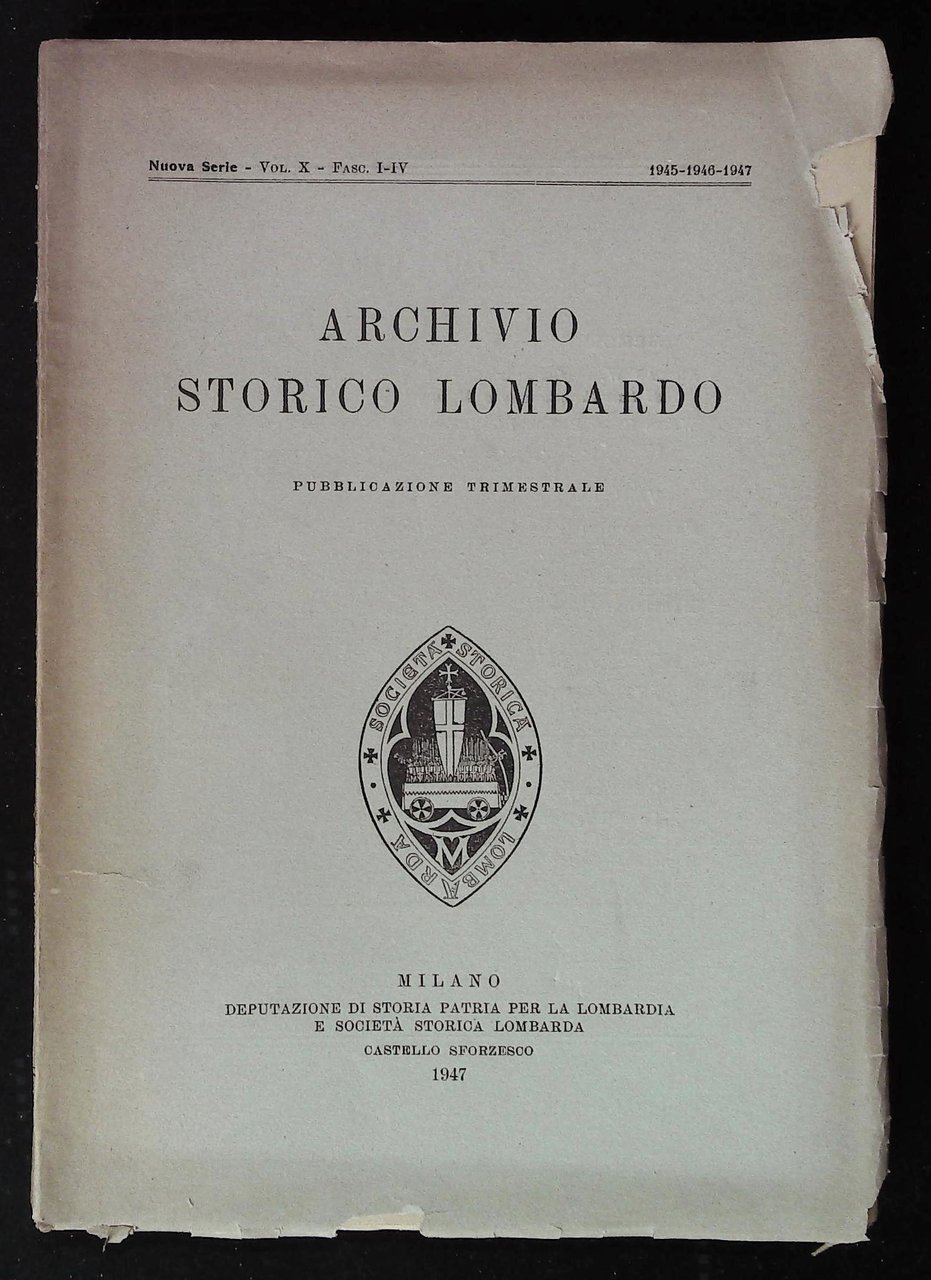 Nuova Serie - Vol. X - Fasc. I-IV 1945-1946-1947
ARCHIVIO
STORICO LOMBARDO
PUBBLICAZIONE TRIMESTRALE
SOCIETÀ STORICA LOMBARDA
M
MILANO
DEPUTAZIONE DI STORIA PATRIA PER LA LOMBARDIA
E SOCIETÀ STORICA LOMBARDA
CASTELLO SFORZESCO
1947